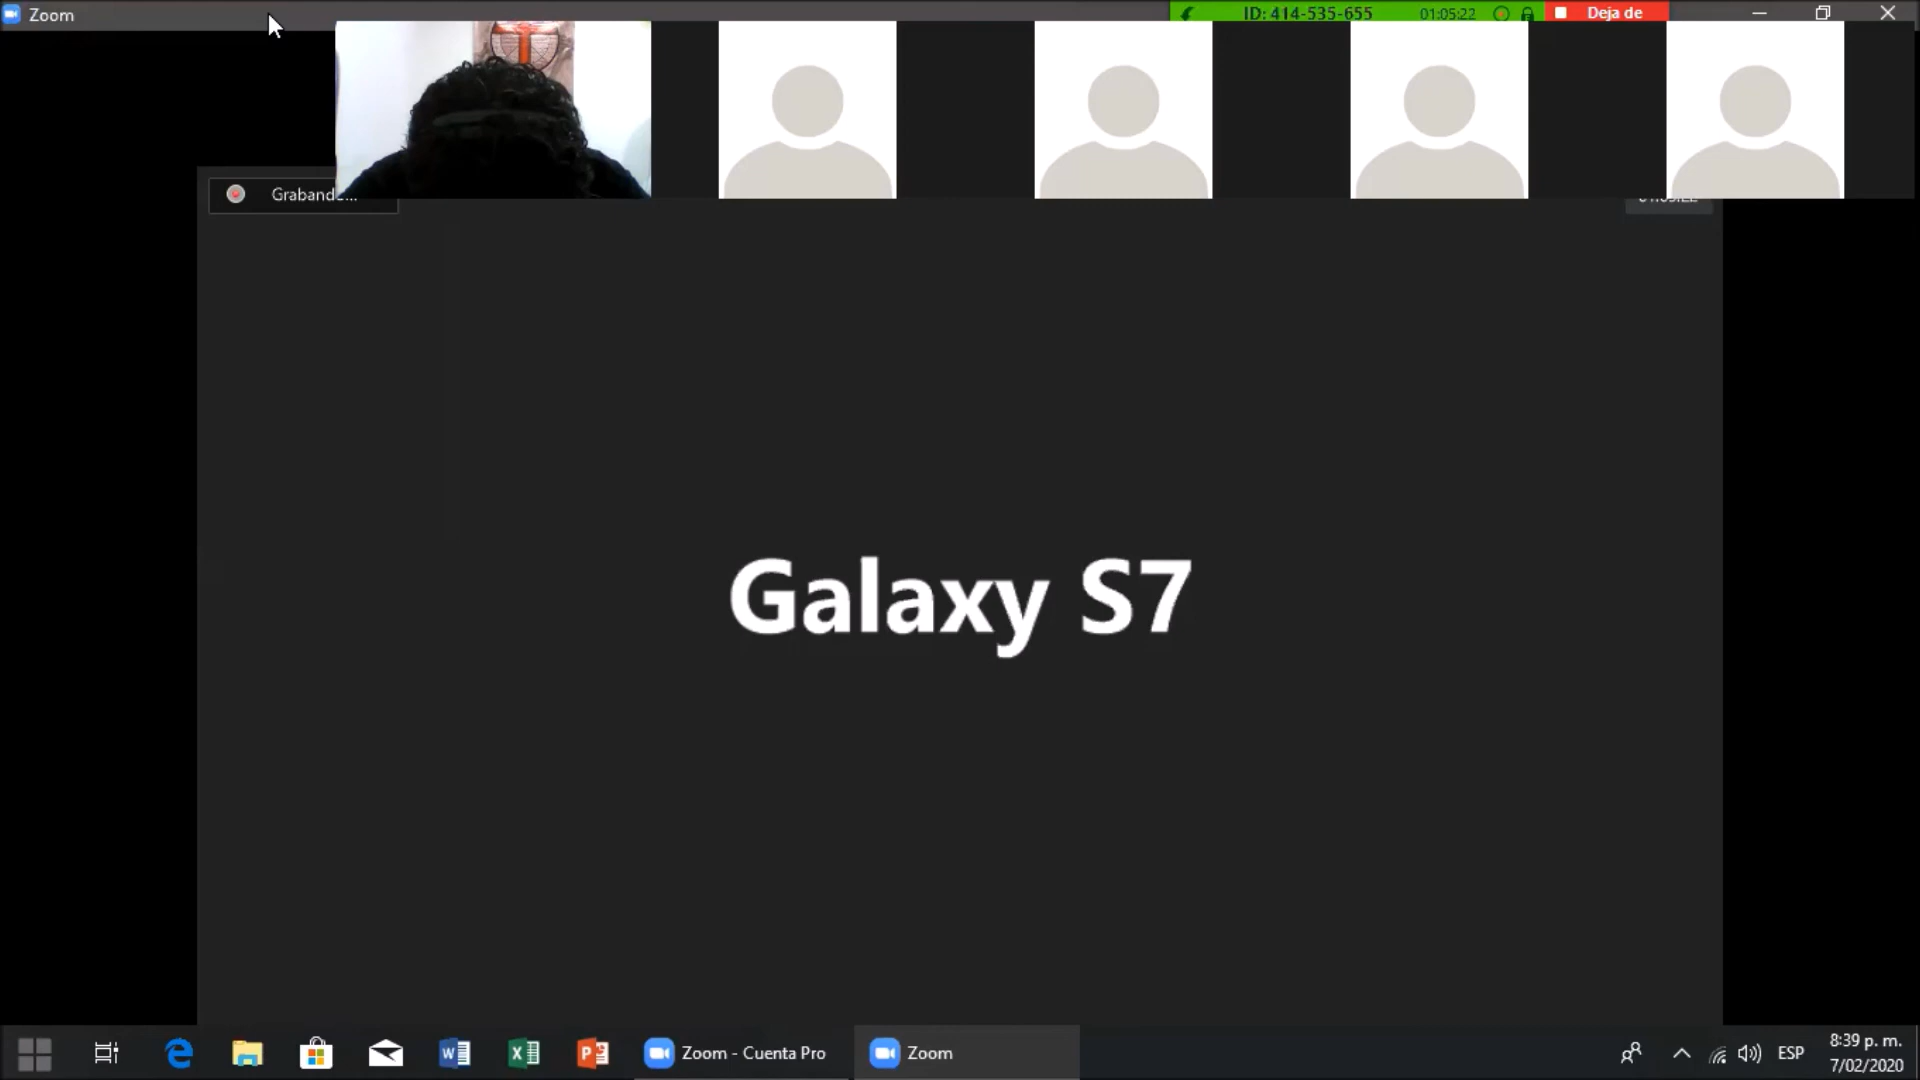 Zoom
ID: 414-535-655
01:05:22
Deja de
Grabando...
Galaxy S7
Zoom - Cuenta Pro
Zoom
ESP
8:39 p. m.
7/02/2020